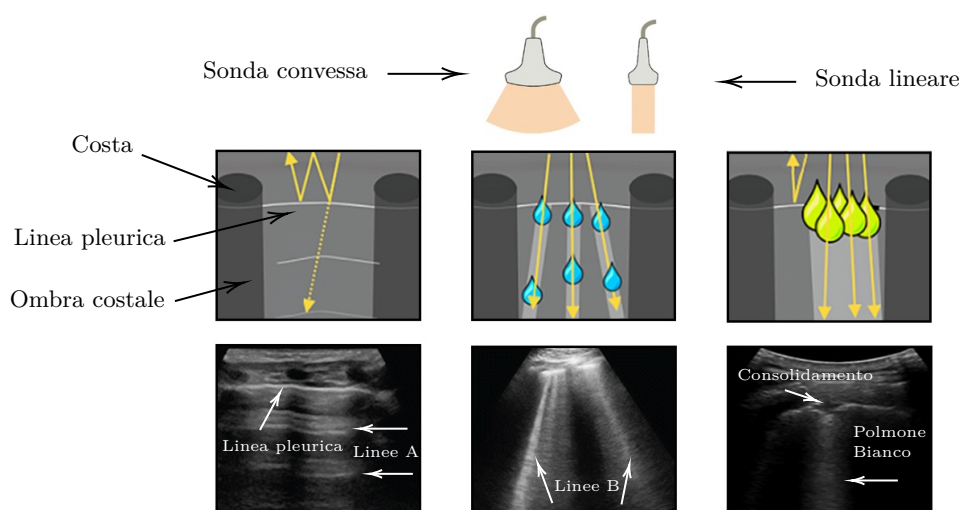 Sonda convessa
Sonda lineare
Costa
Linea pleurica
Ombra costale
Linea pleurica
Linee A
Linee B
Consolidamento
Polmone
Bianco